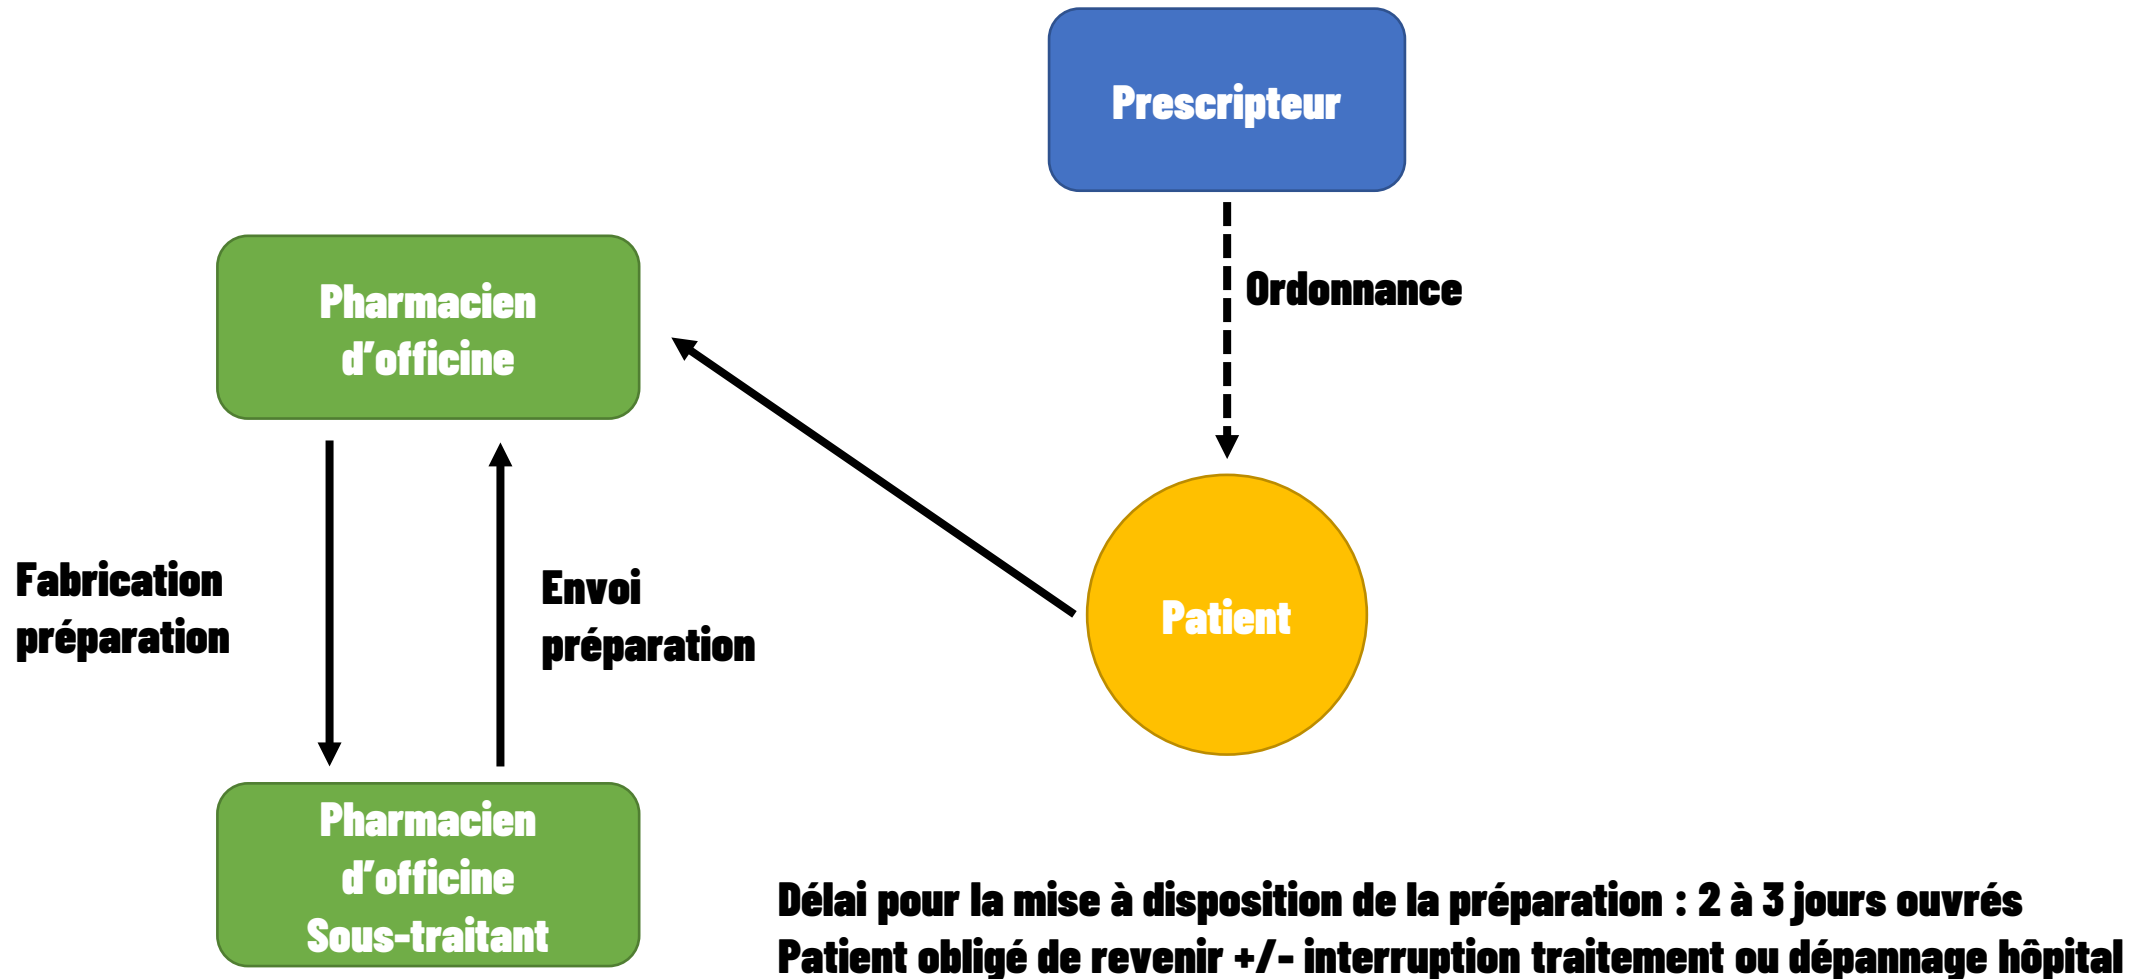 Prescripteur
Ordonnance
Pharmacien
d’officine
Fabrication
préparation
Envoi
préparation
Patient
Pharmacien
d’officine
Sous-traitant
Délai pour la mise à disposition de la préparation : 2 à 3 jours ouvrés
Patient obligé de revenir +/- interruption traitement ou dépannage hôpital